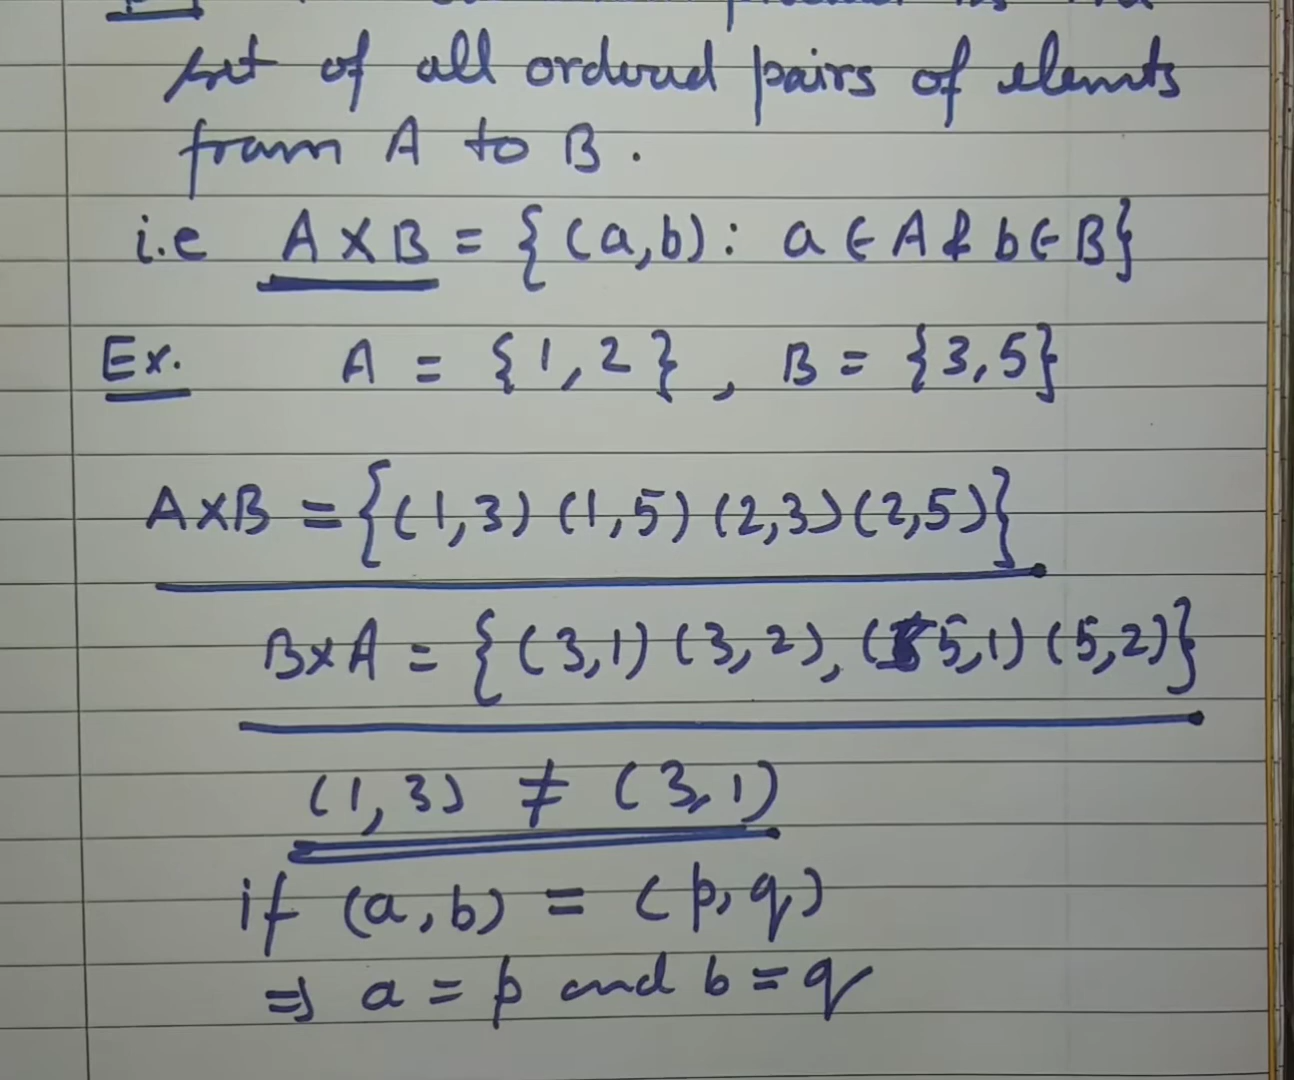 set of all ordered pairs of elemts
from A to B .
i.e A X B = { (a,b) : a ∈ A & b ∈ B}
Ex. A = {1,2} , B = {3,5}
A x B = {(1,3) (1,5) (2,3) (2,5)}
B x A = { (3,1) (3,2), (5,1) (5,2)}
(1,3) ≠ (3,1)
if (a,b) = (p,q)
⇒ a = p and b = q